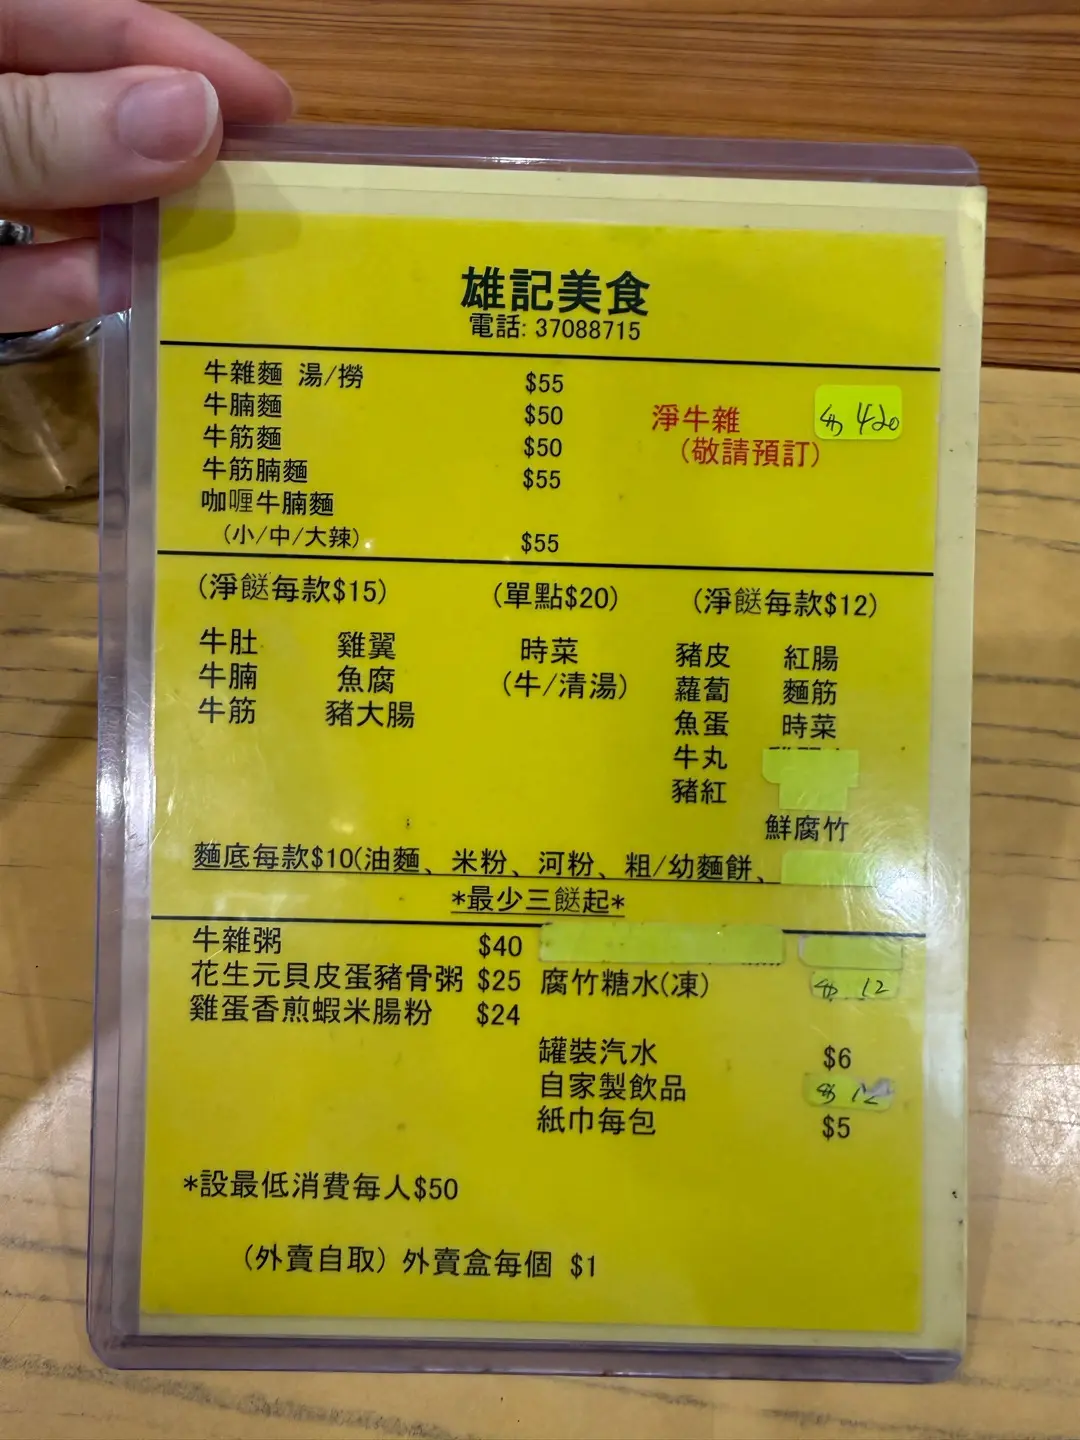 雄記美食
電話: 37088715
牛雜麵 湯/撈 $55
牛腩麵 $50
牛筋麵 $50
牛筋腩麵 $55
咖喱牛腩麵
(小/中/大辣) $55
淨牛雜 420
(敬請預訂)
(淨餸每款$15)
牛肚 雞翼
牛腩 魚腐
牛筋 豬大腸
(單點$20)
時菜
(牛/清湯)
(淨餸每款$12)
豬皮 紅腸
蘿蔔 麵筋
魚蛋 時菜
牛丸
豬紅
鮮腐竹
麵底每款$10(油麵、米粉、河粉、粗/幼麵餅、
*最少三餸起*
牛雜粥 $40
花生元貝皮蛋豬骨粥 $25
雞蛋香煎蝦米腸粉 $24
腐竹糖水(凍) 12
罐裝汽水 $6
自家製飲品 12
紙巾每包 $5
*設最低消費每人$50
(外賣自取) 外賣盒每個 $1